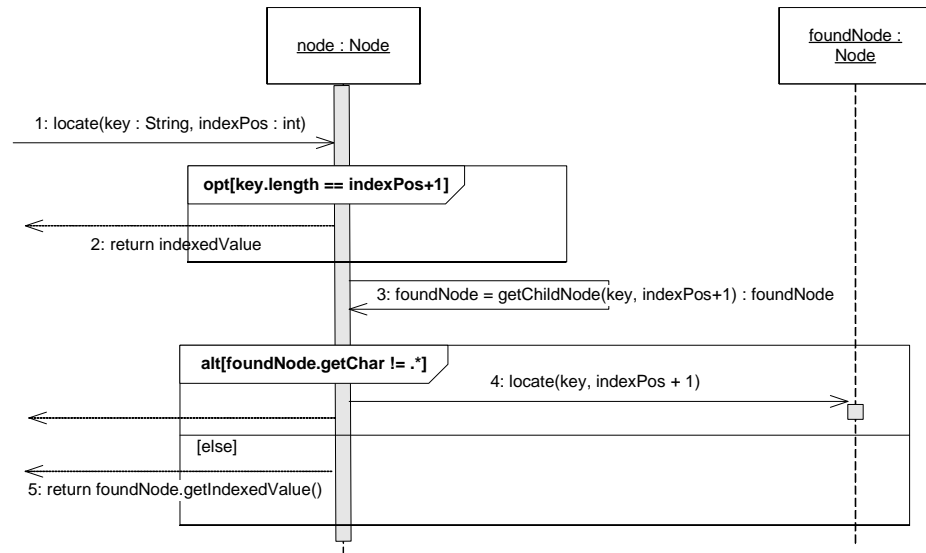 node : Node
foundNode :
Node
1: locate(key : String, indexPos : int)
opt[key.length == indexPos+1]
2: return indexedValue
3: foundNode = getChildNode(key, indexPos+1) : foundNode
alt[foundNode.getChar != .*]
4: locate(key, indexPos + 1)
[else]
5: return foundNode.getIndexedValue()